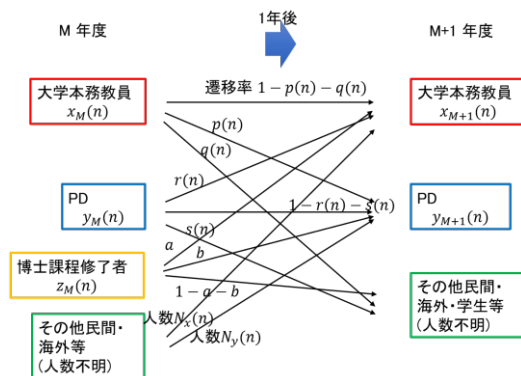 M 年度
1年後
M+1 年度
大学本務教員
x_M(n)
遷移率 1 − p(n) − q(n)
大学本務教員
x_{M+1}(n)
p(n)
q(n)
r(n)
PD
y_M(n)
1 − r(n) − s(n)
PD
y_{M+1}(n)
s(n)
a
b
博士課程修了者
z_M(n)
1 − a − b
その他民間・
海外・学生等
(人数不明)
その他民間・
海外等
(人数不明)
人数N_x(n)
人数N_y(n)